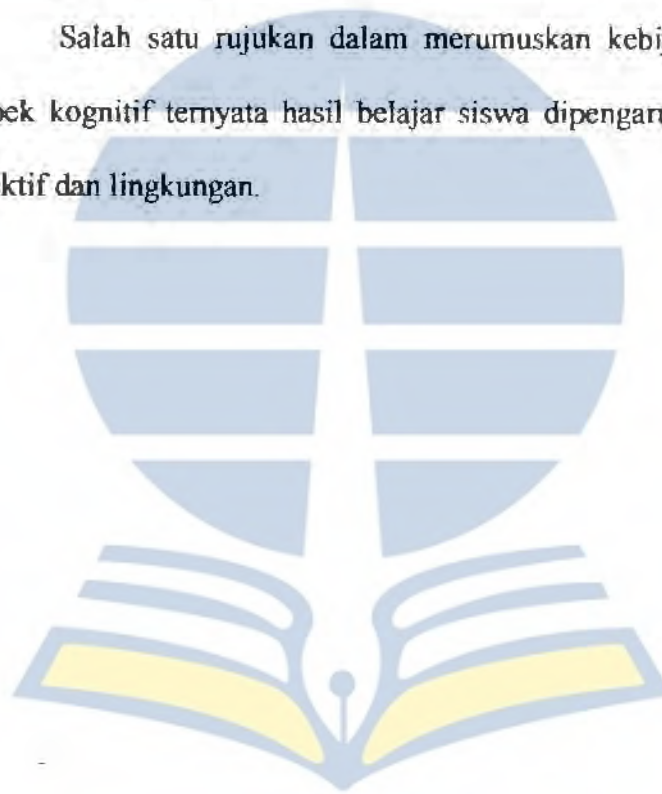 Salah satu rujukan dalam merumuskan
kognitif ternyata hasil belajar siswa
dan lingkungan.